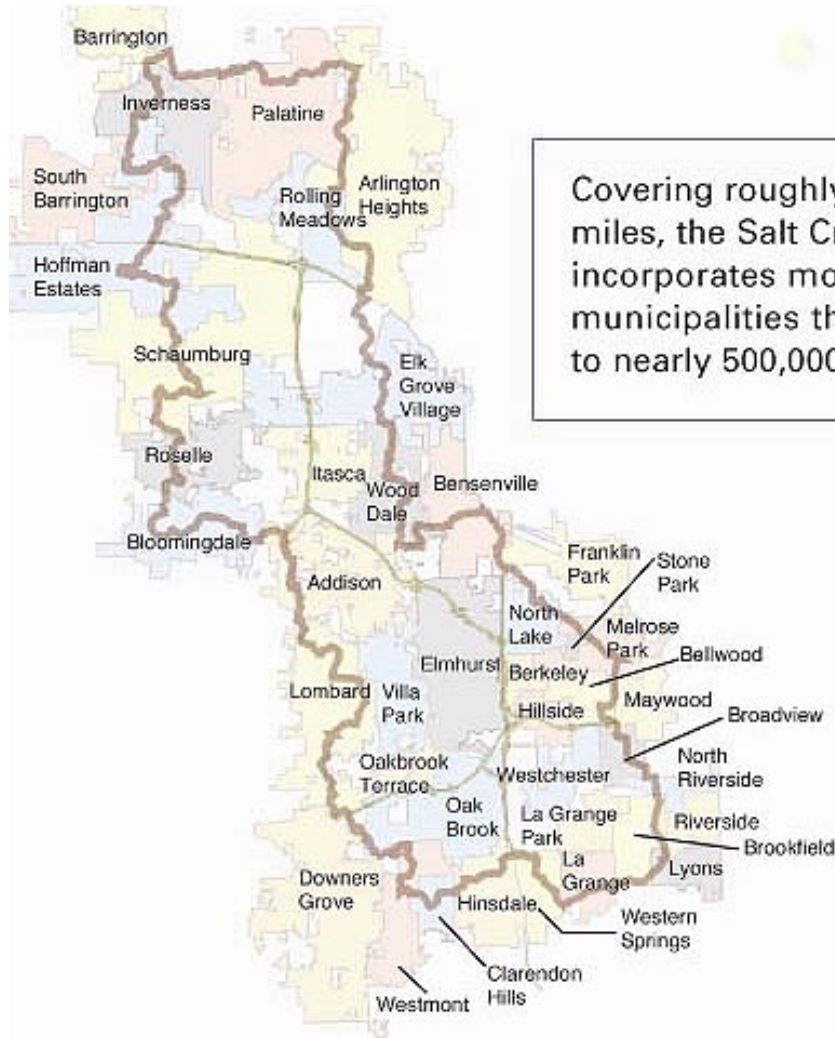 Barrington
Inverness
Palatine
South
Barrington
Rolling
Meadows
Arlington
Heights
Hoffman
Estates
Schaumburg
Elk
Grove
Village
Roselle
Itasca
Wood
Dale
Bensenville
Bloomingdale
Addison
Franklin
Park
Stone
Park
North
Lake
Melrose
Park
Elmhurst
Berkeley
Bellwood
Lombard
Villa
Park
Hillside
Maywood
Broadview
Oakbrook
Terrace
Westchester
North
Riverside
Oak
Brook
La Grange
Park
Riverside
Brookfield
La
Grange
Lyons
Downers
Grove
Hinsdale
Western
Springs
Clarendon
Hills
Westmont
Covering roughly
miles, the Salt
incorporates
municipalities
to nearly 500,000